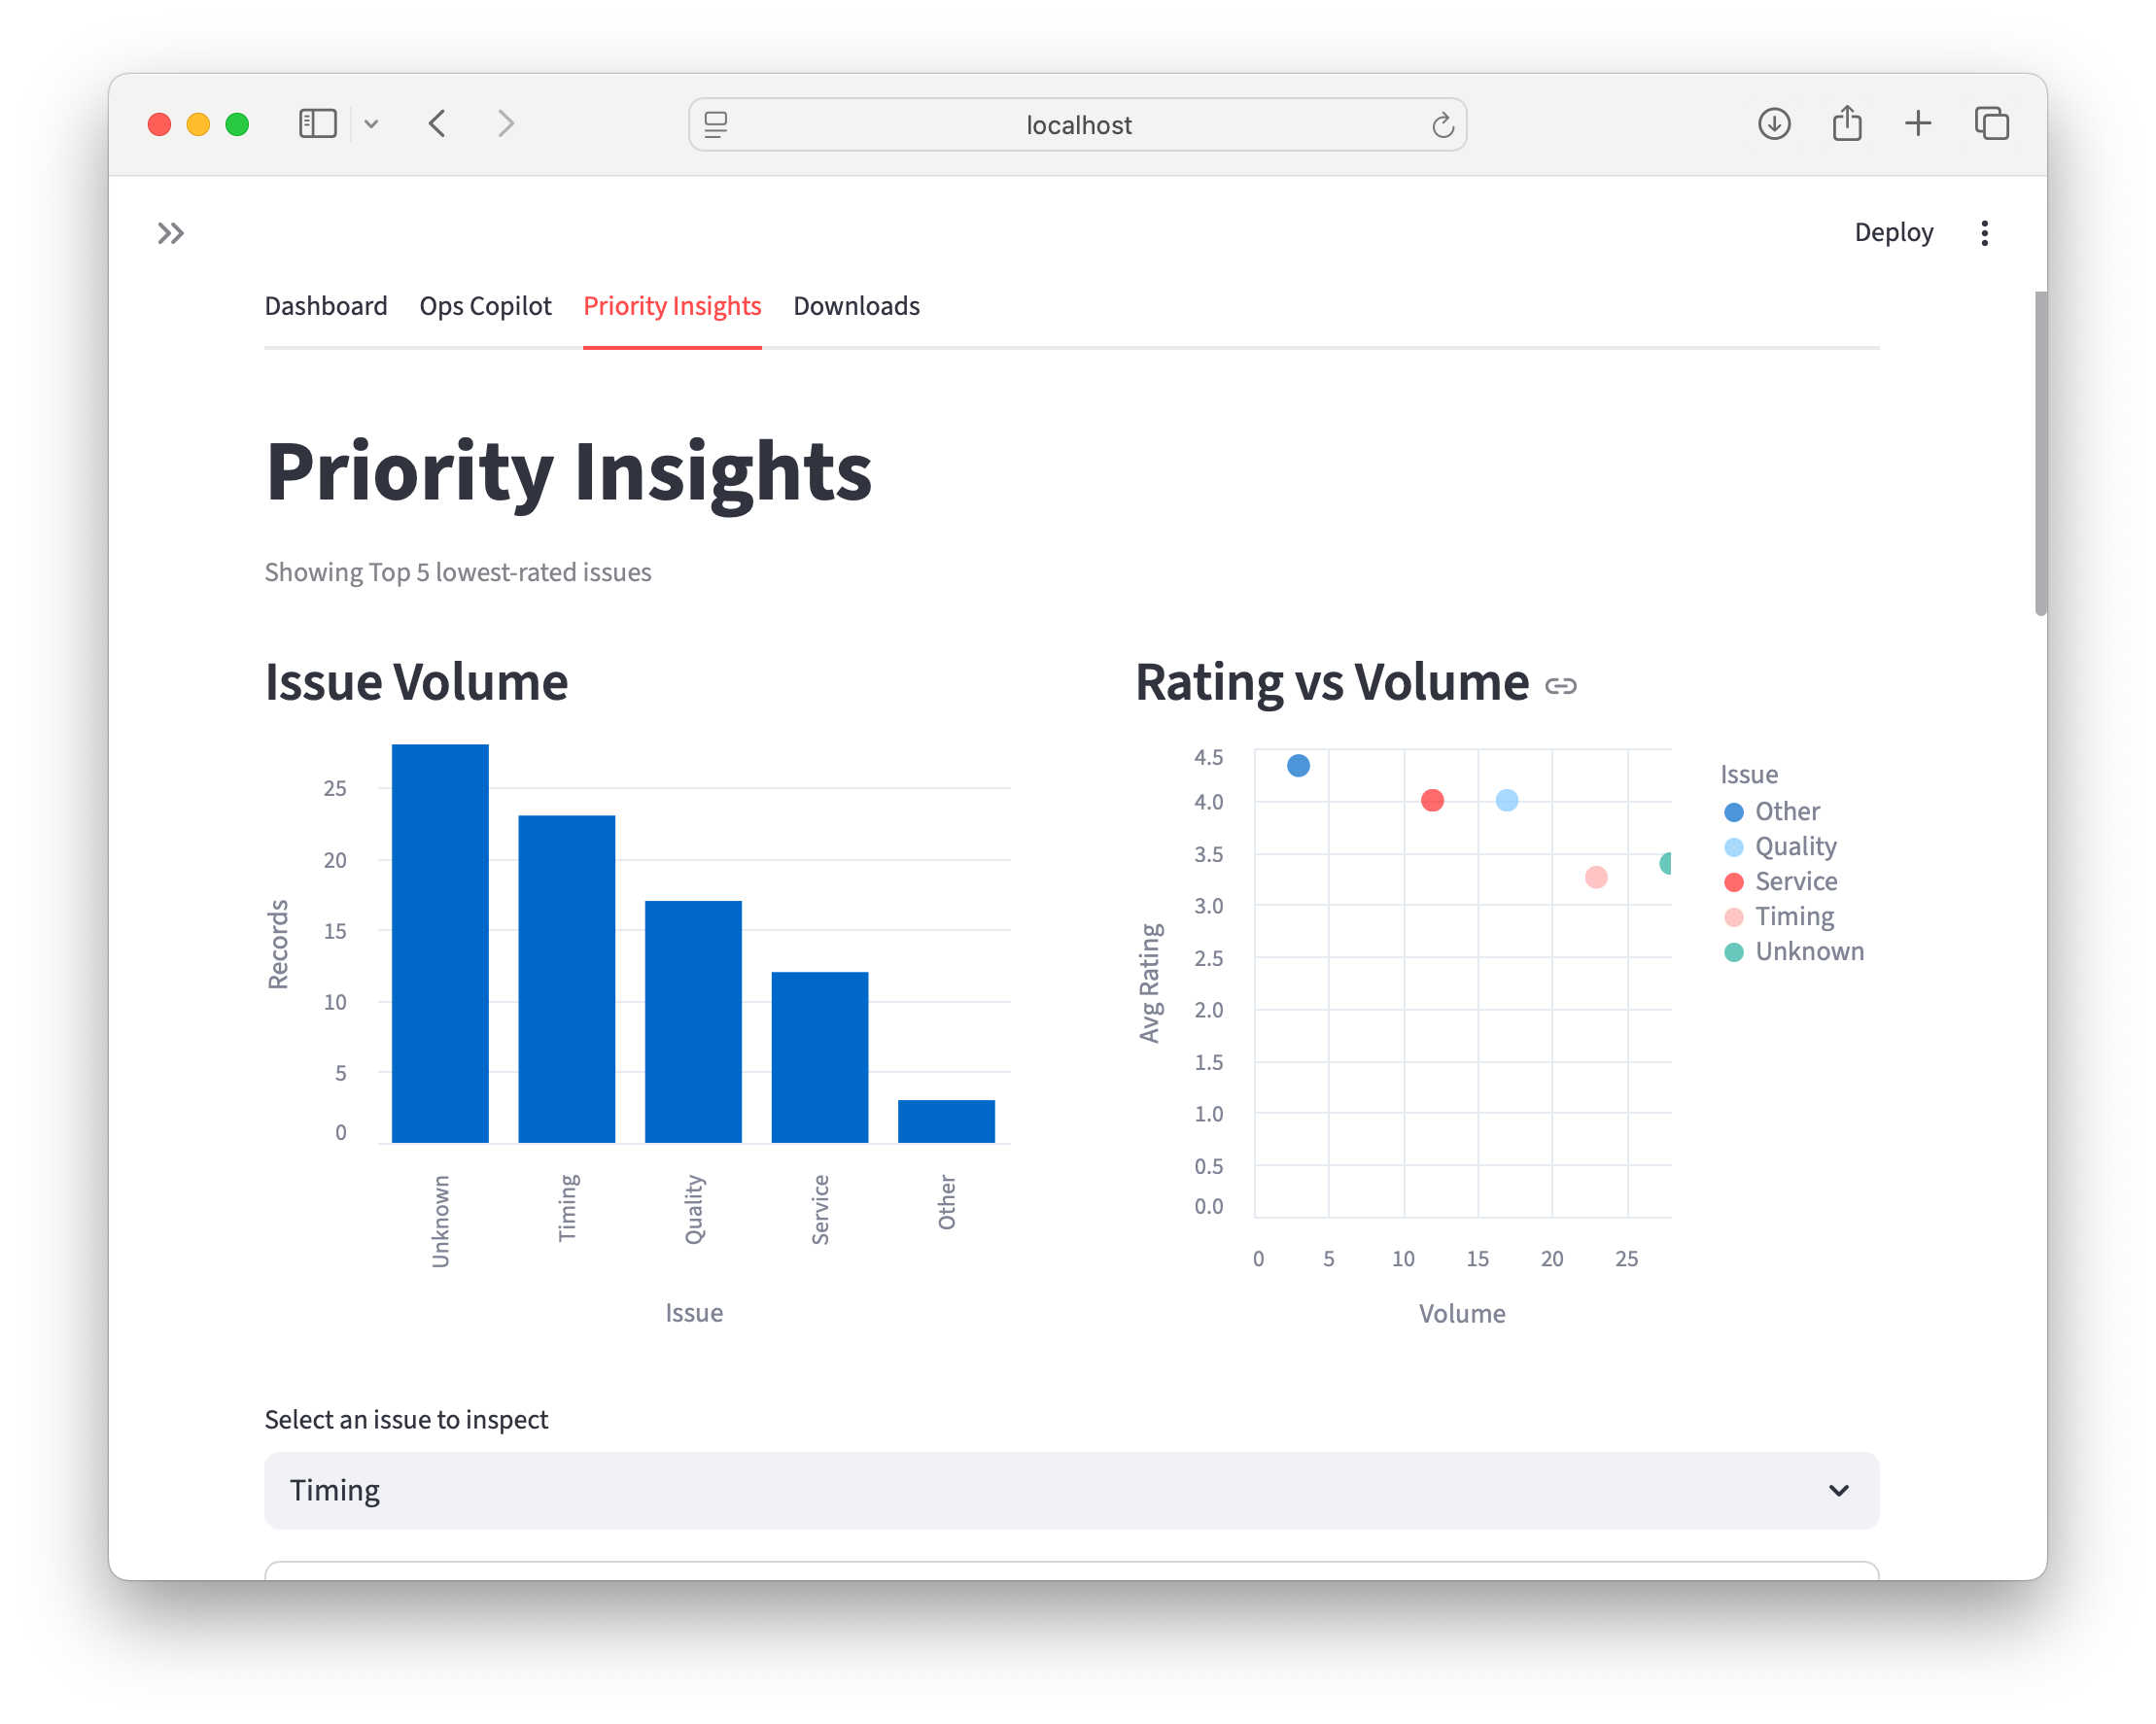 localhost
Deploy
Dashboard Ops Copilot Priority Insights Downloads
Priority Insights
Showing Top 5 lowest-rated issues
Issue Volume
25
20
15
10
5
0
Records
Unknown
Timing
Quality
Service
Other
Issue
Rating vs Volume
4.5
4.0
3.5
3.0
2.5
2.0
1.5
1.0
0.5
0.0
Avg Rating
0 5 10 15 20 25
Volume
Issue
Other
Quality
Service
Timing
Unknown
Select an issue to inspect
Timing